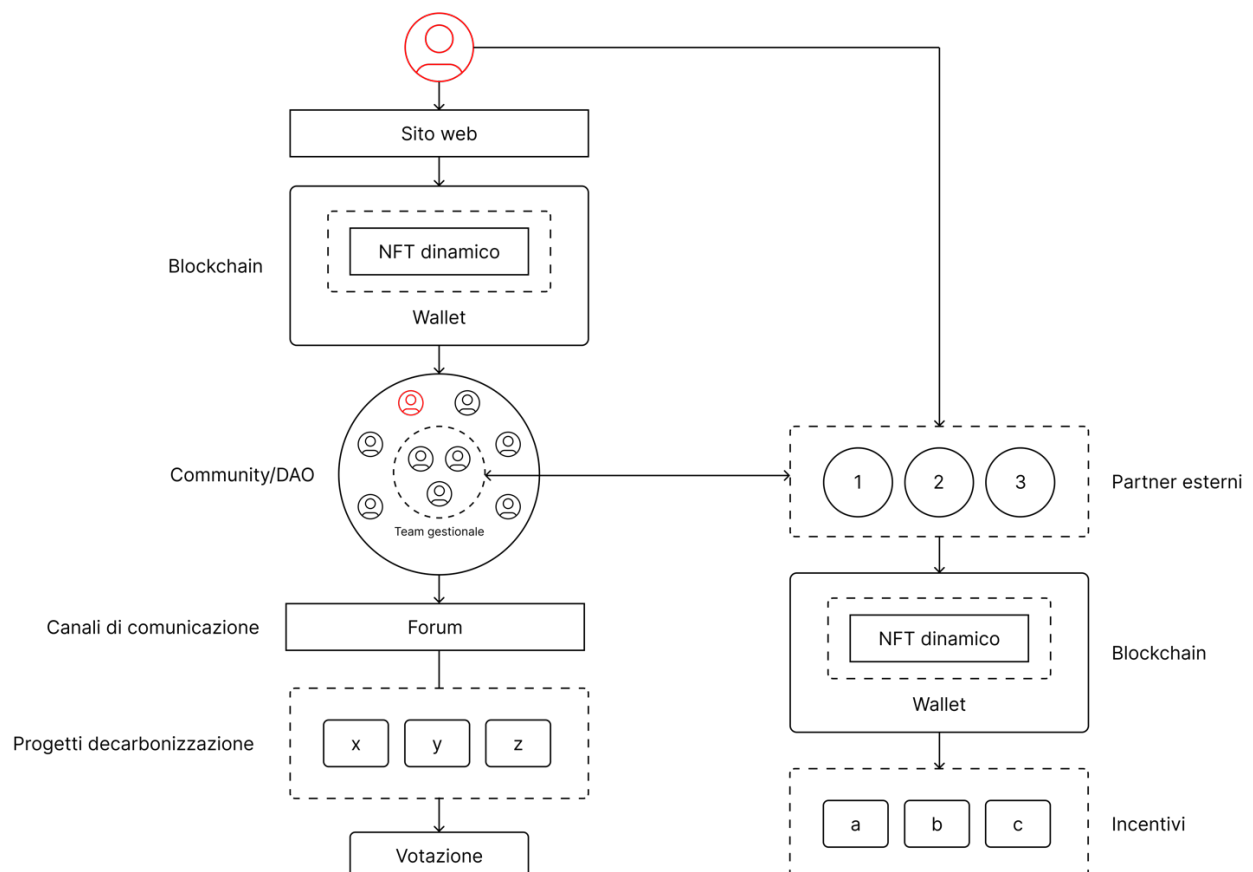 Sito web
Blockchain
NFT dinamico
Wallet
Community/DAO
Team gestionale
1
2
3
Partner esterni
Canali di comunicazione
Forum
NFT dinamico
Blockchain
Wallet
Progetti decarbonizzazione
x
y
z
a
b
c
Incentivi
Votazione